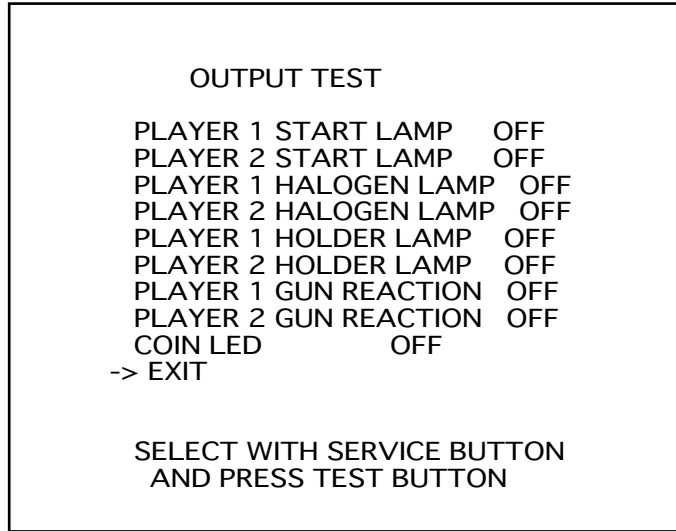 OUTPUT TEST
PLAYER 1 START LAMP OFF
PLAYER 2 START LAMP OFF
PLAYER 1 HALOGEN LAMP OFF
PLAYER 2 HALOGEN LAMP OFF
PLAYER 1 HOLDER LAMP OFF
PLAYER 2 HOLDER LAMP OFF
PLAYER 1 GUN REACTION OFF
PLAYER 2 GUN REACTION OFF
COIN LED OFF
-> EXIT
SELECT WITH SERVICE BUTTON
AND PRESS TEST BUTTON